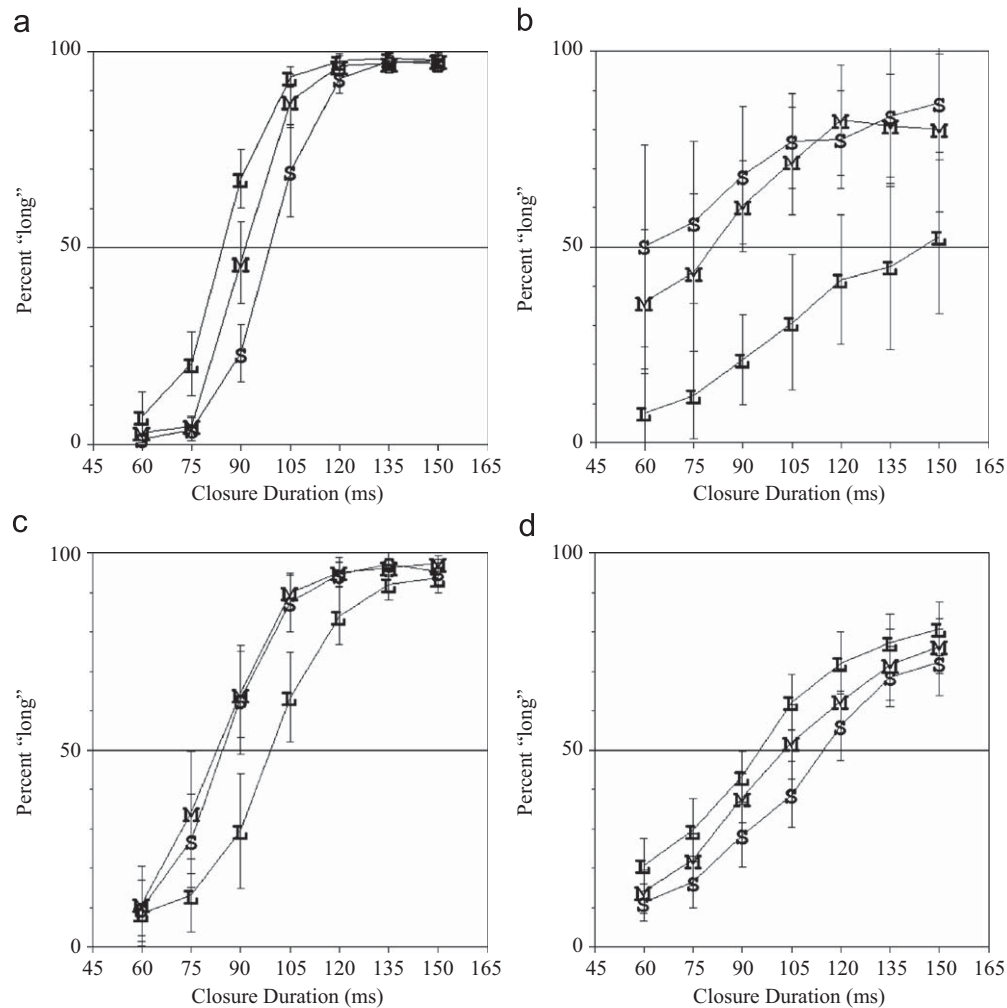 a
100
50
0
Percent “long”
L L L L L L L
M M M M M M M
S S S S S S S
45 60 75 90 105 120 135 150 165
Closure Duration (ms)
b
100
50
0
Percent “long”
S S S S S S S
M M M M M M M
L L L L L L L
45 60 75 90 105 120 135 150 165
Closure Duration (ms)
c
100
50
0
Percent “long”
M M M M M M M
S S S S S S S
L L L L L L L
45 60 75 90 105 120 135 150 165
Closure Duration (ms)
d
100
50
0
Percent “long”
L L L L L L L
M M M M M M M
S S S S S S S
45 60 75 90 105 120 135 150 165
Closure Duration (ms)